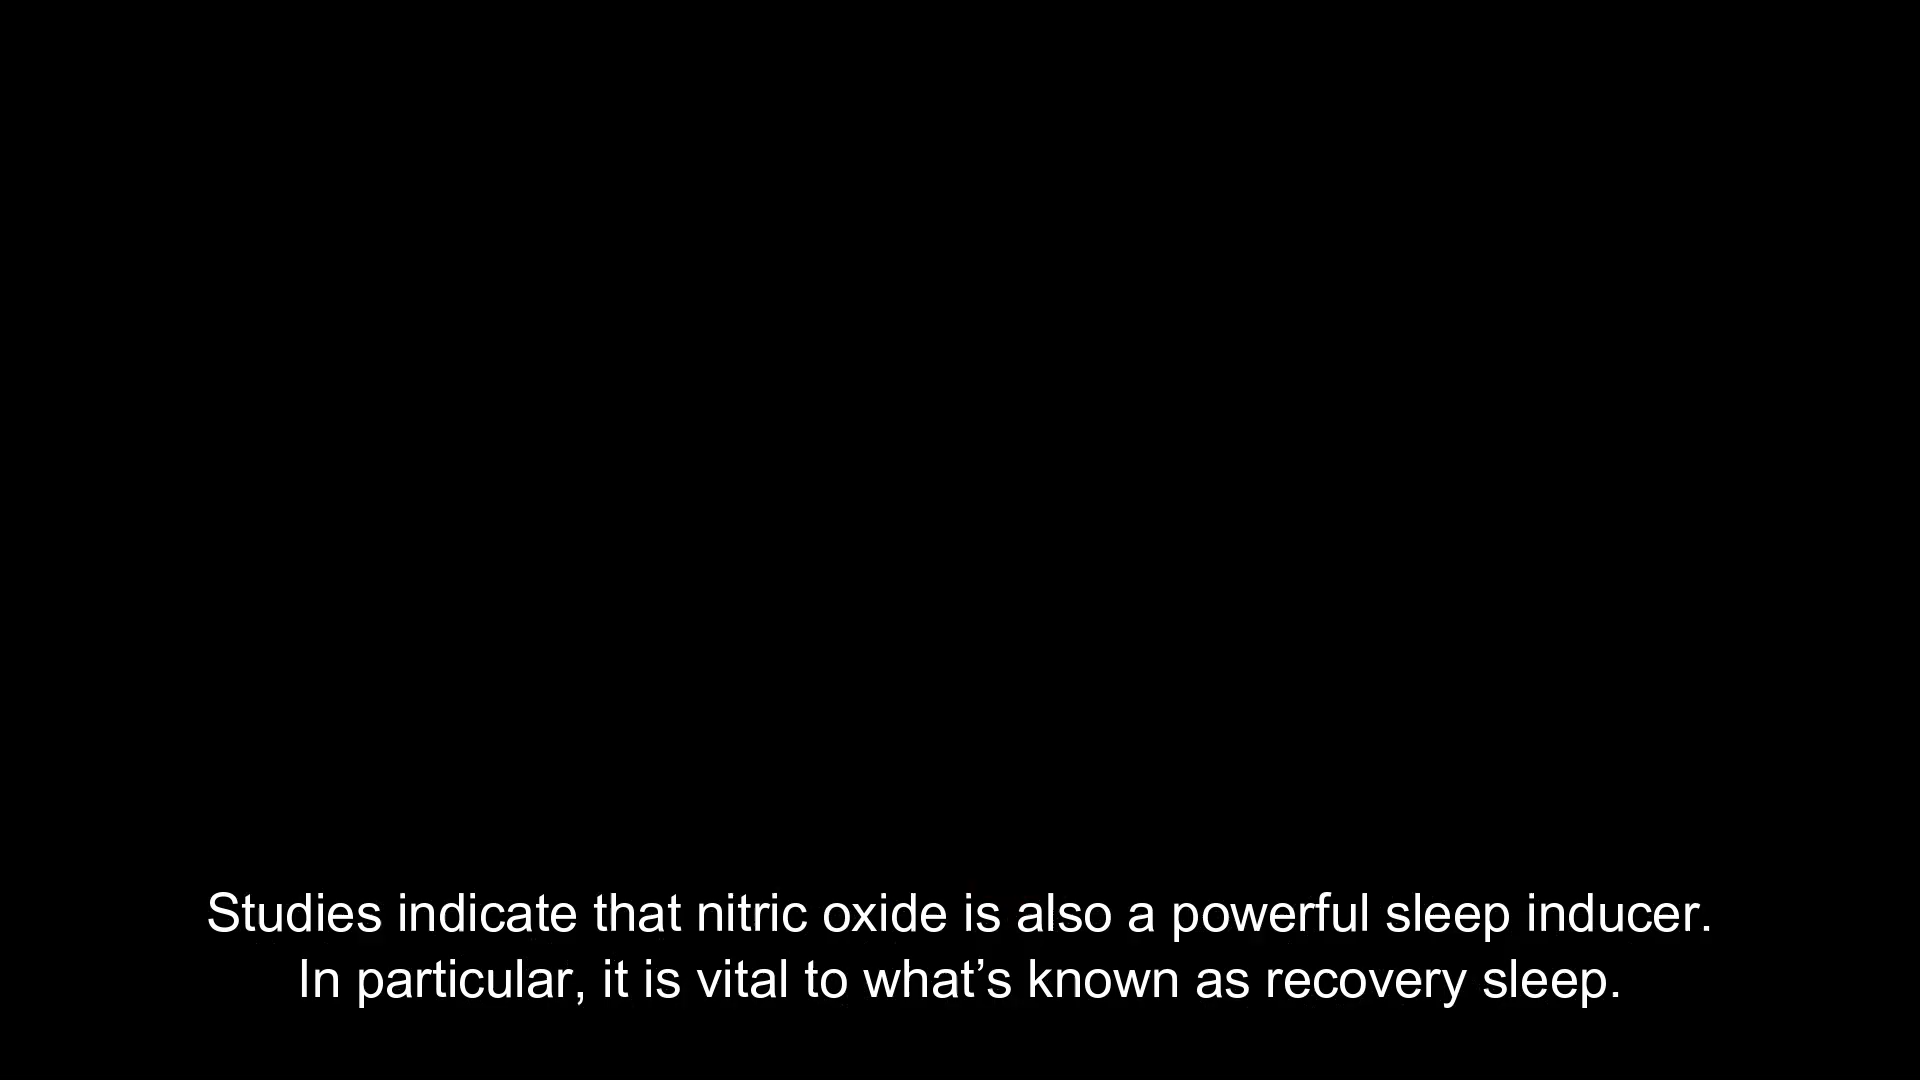 Studies indicate that nitric oxide is also a powerful sleep inducer.
In particular, it is vital to what’s known as recovery sleep.